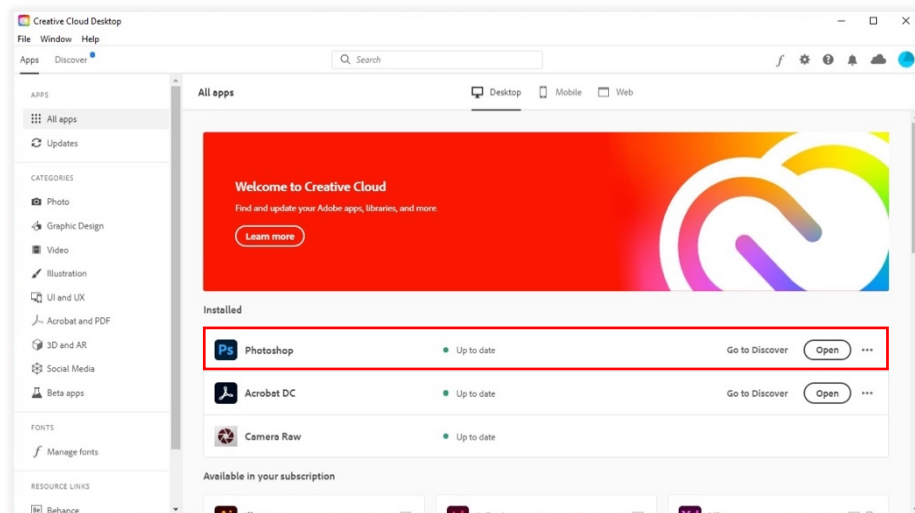 Creative Cloud Desktop
File Window Help
Apps Discover
Search
APPS
All apps
Updates
CATEGORIES
Photo
Graphic Design
Video
Illustration
UI and UX
Acrobat and PDF
3D and AR
Social Media
Beta apps
FONTS
Manage fonts
RESOURCE LINKS
Be Behance
All apps
Desktop Mobile Web
Welcome to Creative Cloud
Find and update your Adobe apps, libraries, and more.
Learn more
Installed
Ps Photoshop Up to date Go to Discover Open
Acrobat DC Up to date Go to Discover Open
Camera Raw Up to date
Available in your subscription